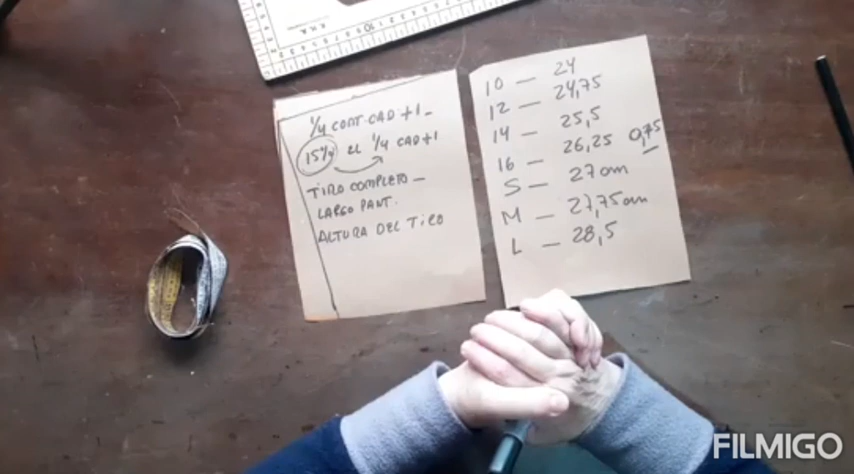 1/4 CONT. CAD + 1 -
15% EL 1/4 CAD + 1
TIRO COMPLETO -
LARGO PANT.
ALTURA DEL TIRO
10 - 24
12 - 24,75
14 - 25,5
16 - 26,25 0,75
S - 27 cm
M - 27,75 cm
L - 28,5
FILMIGO